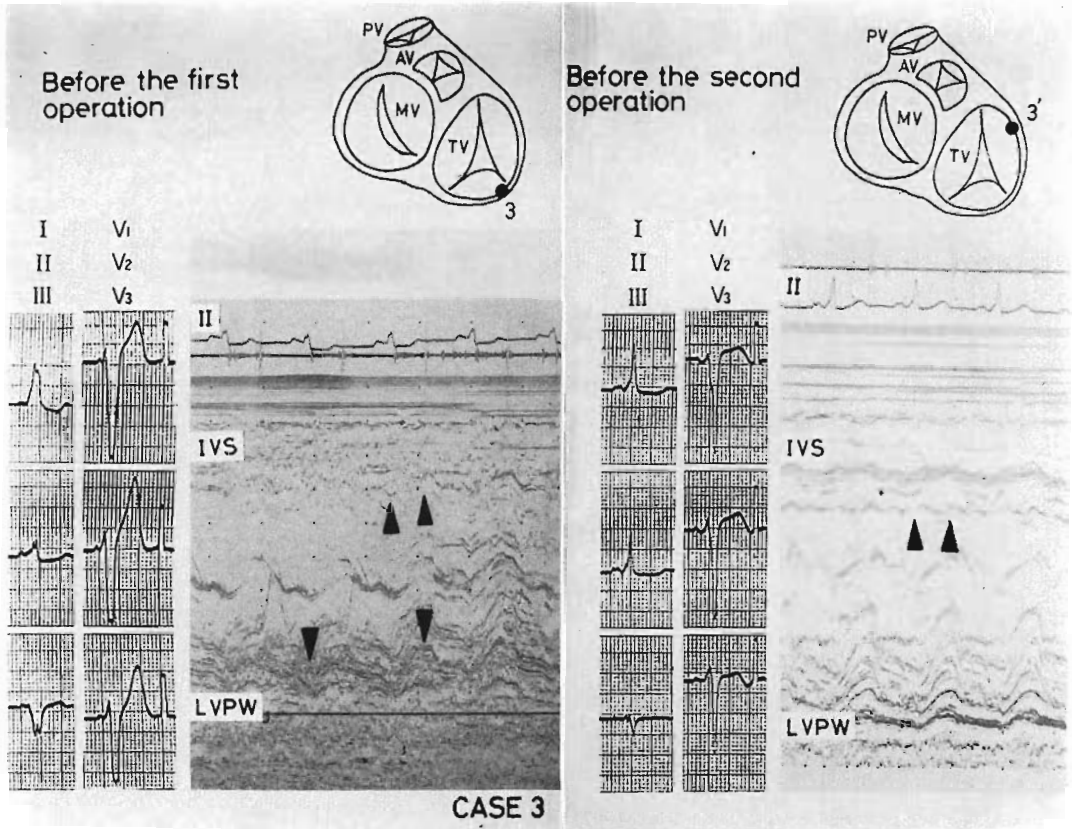 Before the first
operation
PV
AV
MV
TV
3
I V1
II V2
III V3
II
IVS
LVPW
CASE 3
Before the second
operation
PV
AV
MV
TV
3'
I V1
II V2
III V3
II
IVS
LVPW